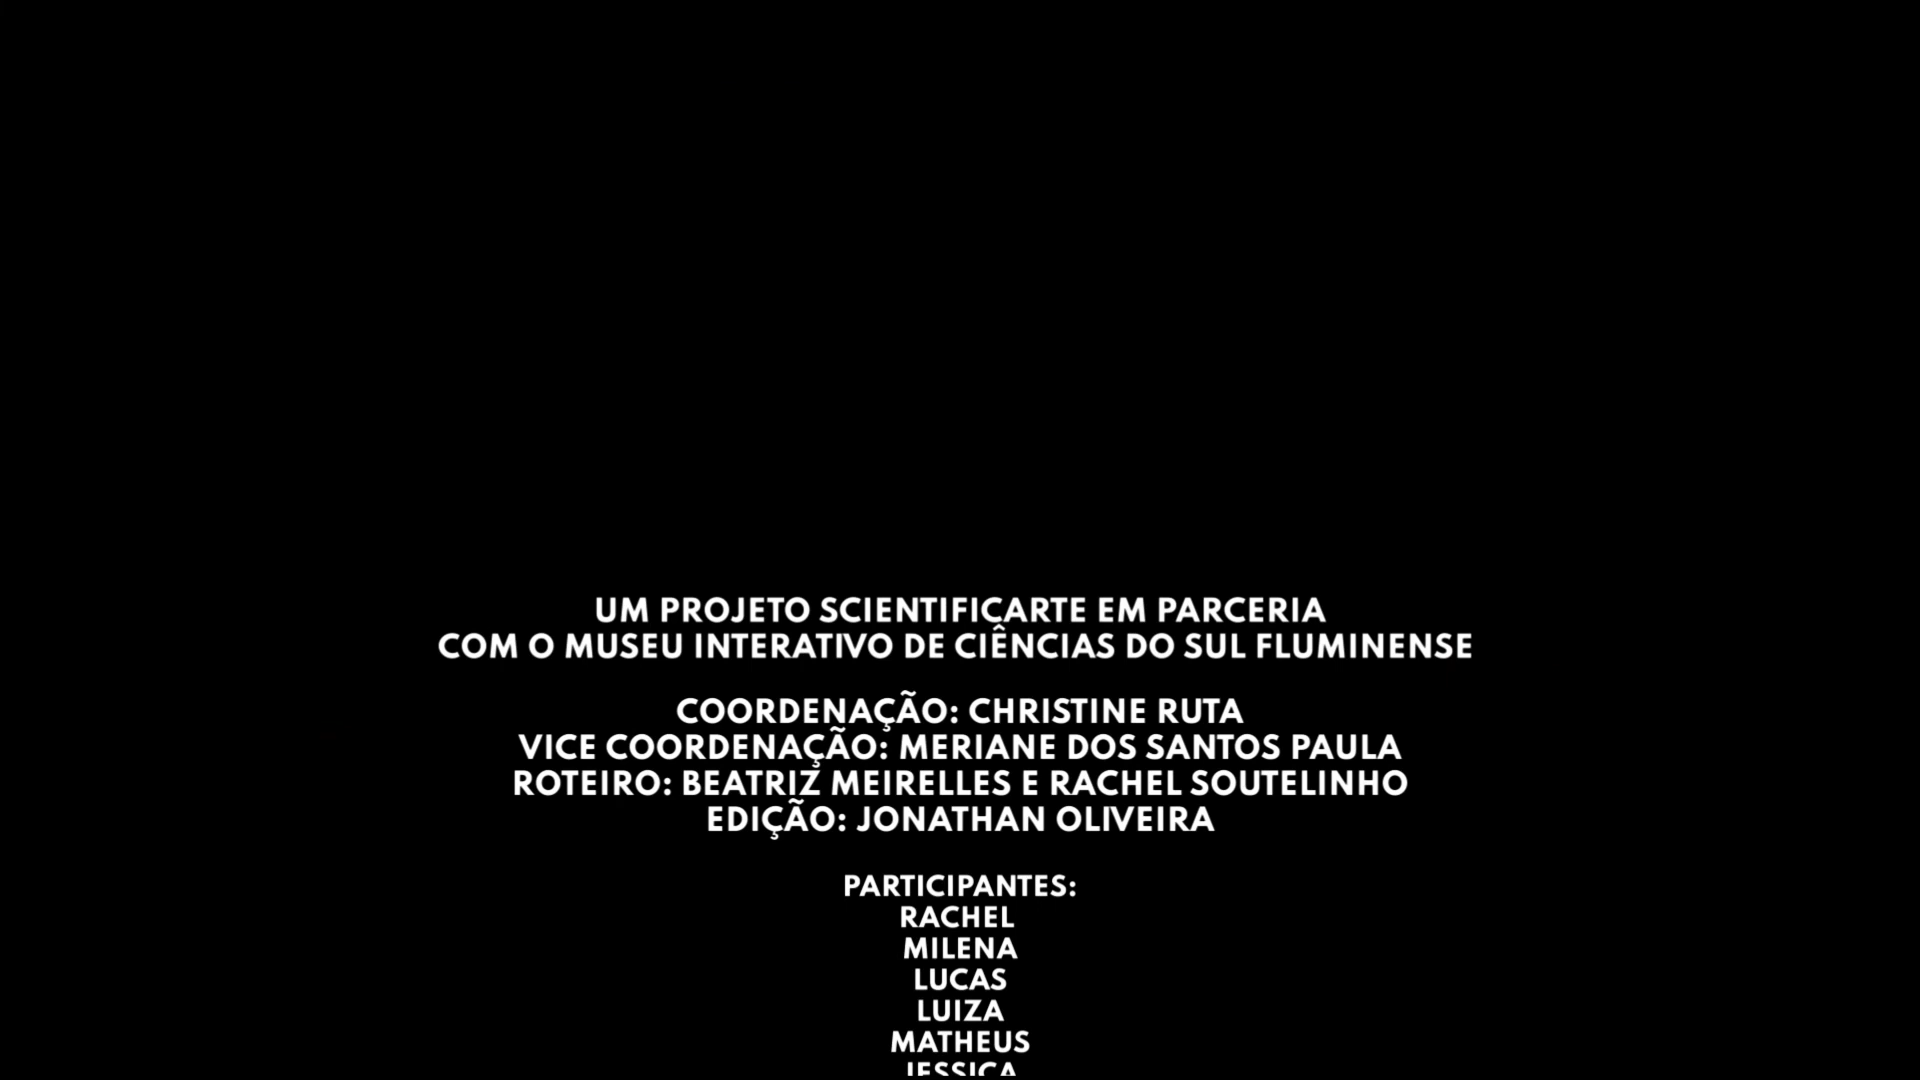 UM PROJETO SCIENTIFICARTE EM PARCERIA
COM O MUSEU INTERATIVO DE CIÊNCIAS DO SUL FLUMINENSE
COORDENAÇÃO: CHRISTINE RUTA
VICE COORDENAÇÃO: MERIANE DOS SANTOS PAULA
ROTEIRO: BEATRIZ MEIRELLES E RACHEL SOUTELINHO
EDIÇÃO: JONATHAN OLIVEIRA
PARTICIPANTES:
RACHEL
MILENA
LUCAS
LUIZA
MATHEUS
JESSICA